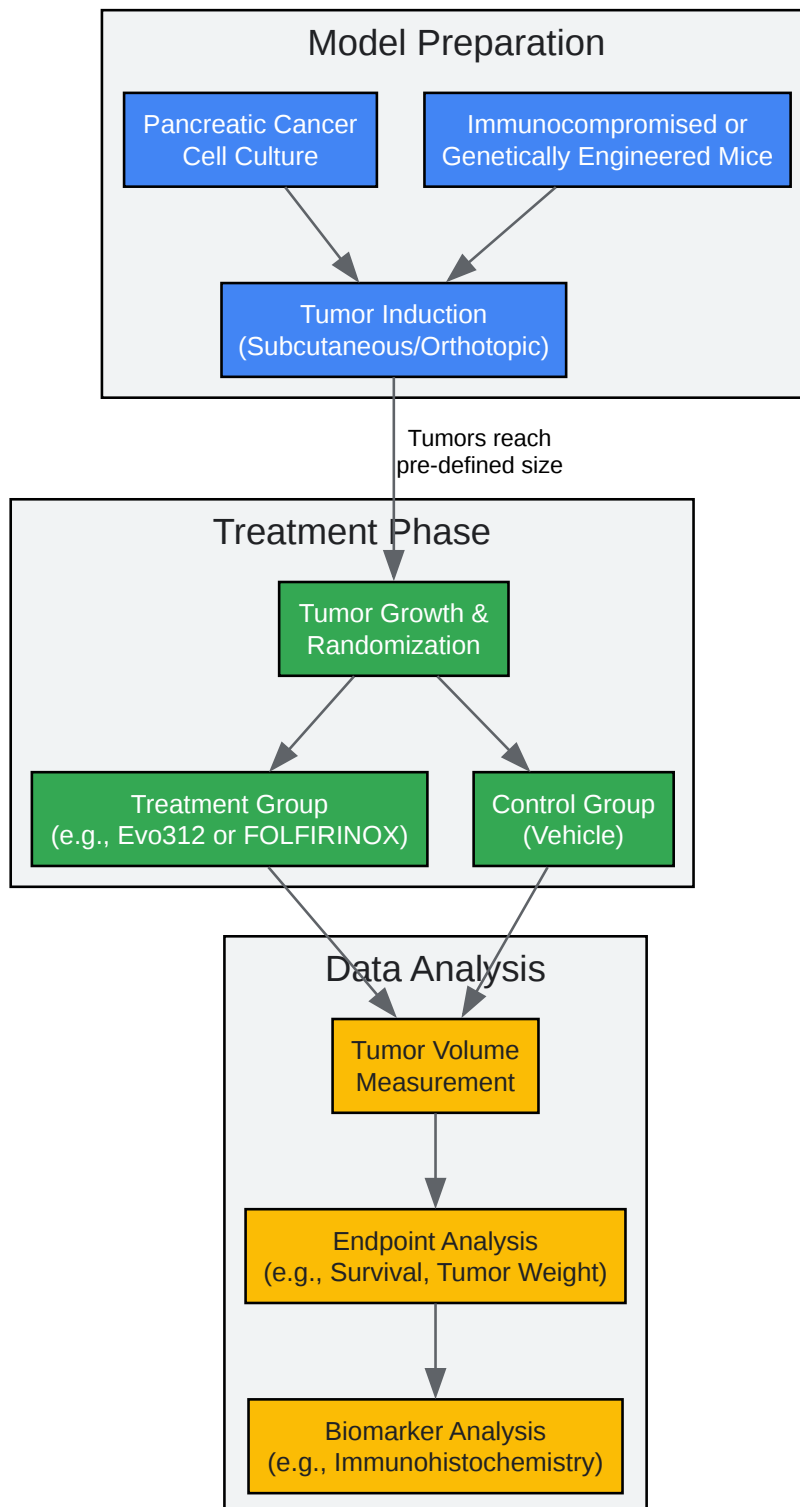 Model Preparation
Pancreatic Cancer
Cell Culture
Immunocompromised or
Genetically Engineered Mice
Tumor Induction
(Subcutaneous/Orthotopic)
Tumors reach
pre-defined size
Treatment Phase
Tumor Growth &
Randomization
Treatment Group
(e.g., Evo312 or FOLFIRINOX)
Control Group
(Vehicle)
Data Analysis
Tumor Volume
Measurement
Endpoint Analysis
(e.g., Survival, Tumor Weight)
Biomarker Analysis
(e.g., Immunohistochemistry)